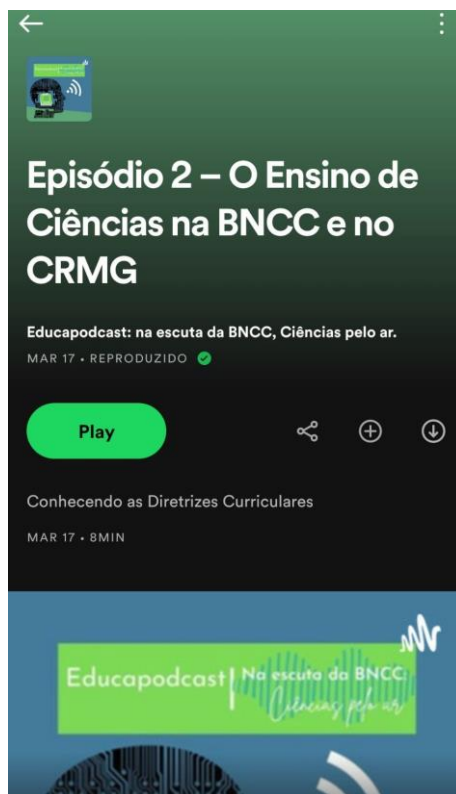 Episódio 2 – O Ensino de
Ciências na BNCC e no
CRMG
Educapodcast: na escuta da BNCC, Ciências pelo ar.
MAR 17 • REPRODUZIDO
Play
Conhecendo as Diretrizes Curriculares
MAR 17 • 8MIN
Educapodcast| Na escuta da BNCC,
Ciências pelo ar